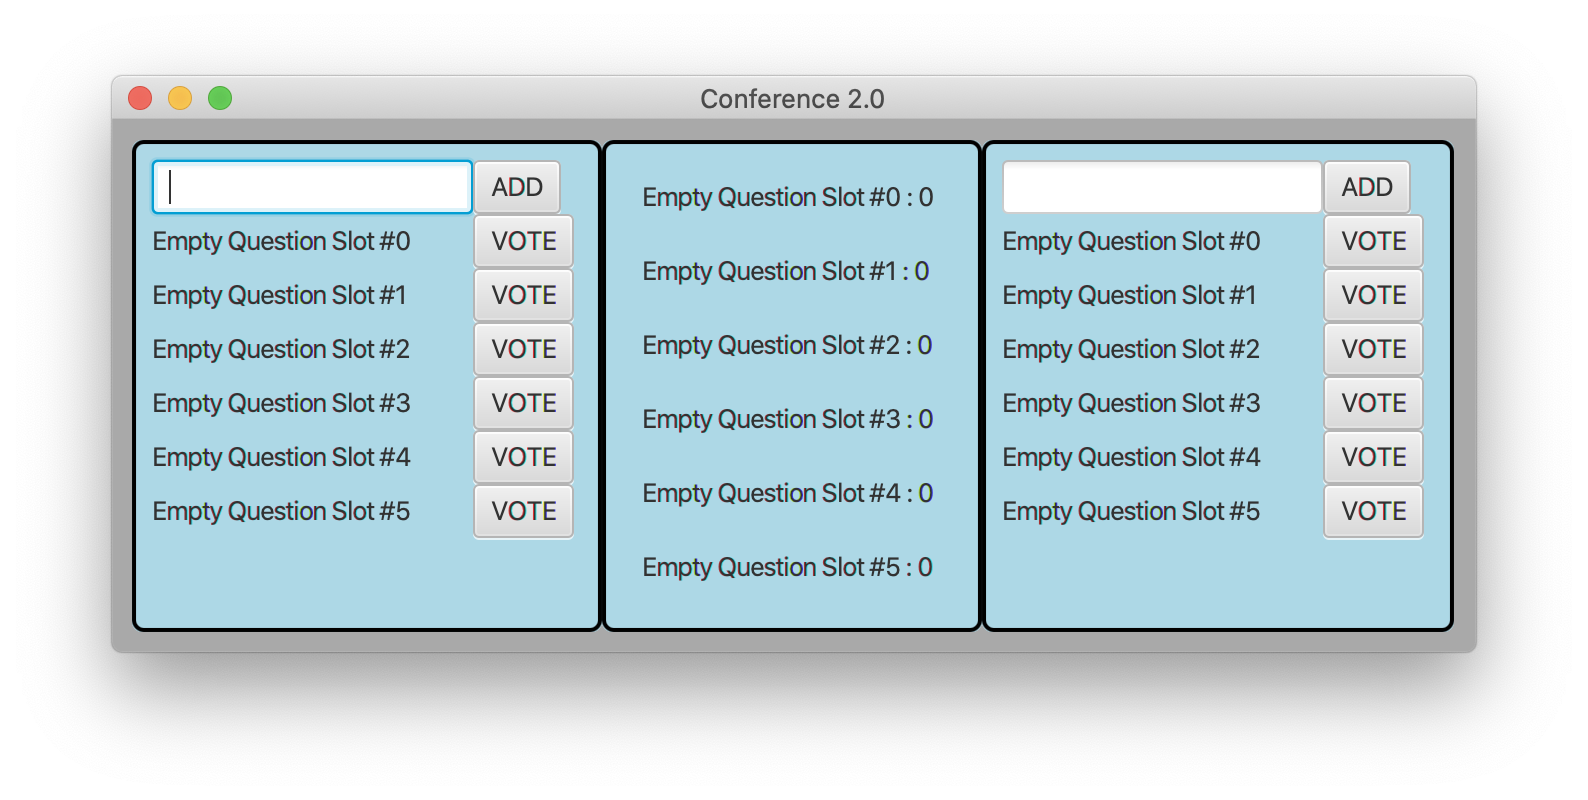 Conference 2.0
ADD
Empty Question Slot #0 VOTE
Empty Question Slot #1 VOTE
Empty Question Slot #2 VOTE
Empty Question Slot #3 VOTE
Empty Question Slot #4 VOTE
Empty Question Slot #5 VOTE
Empty Question Slot #0 : 0
Empty Question Slot #1 : 0
Empty Question Slot #2 : 0
Empty Question Slot #3 : 0
Empty Question Slot #4 : 0
Empty Question Slot #5 : 0
ADD
Empty Question Slot #0 VOTE
Empty Question Slot #1 VOTE
Empty Question Slot #2 VOTE
Empty Question Slot #3 VOTE
Empty Question Slot #4 VOTE
Empty Question Slot #5 VOTE